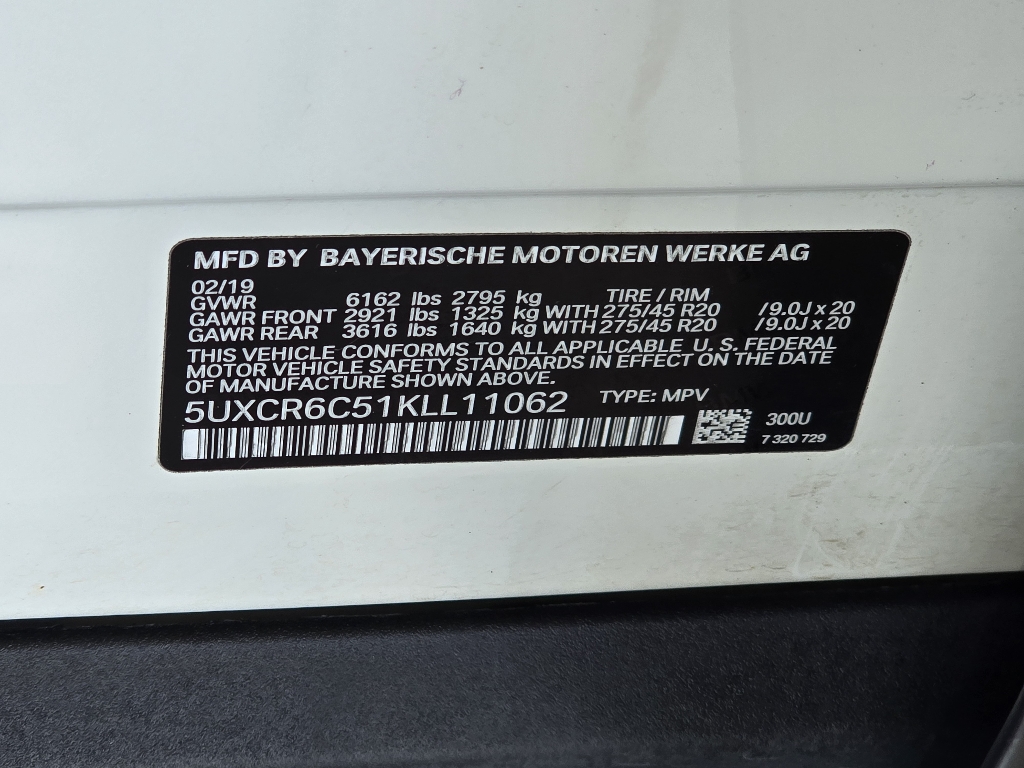 MFD BY BAYERISCHE MOTOREN WERKE AG
02/19
GVWR 6162 lbs 2795 kg TIRE / RIM
GAWR FRONT 2921 lbs 1325 kg WITH 275/45 R20 /9.0J x 20
GAWR REAR 3616 lbs 1640 kg WITH 275/45 R20 /9.0J x 20
THIS VEHICLE CONFORMS TO ALL APPLICABLE U. S. FEDERAL
MOTOR VEHICLE SAFETY STANDARDS IN EFFECT ON THE DATE
OF MANUFACTURE SHOWN ABOVE.
5UXCR6C51KLL11062 TYPE: MPV
300U
7 320 729